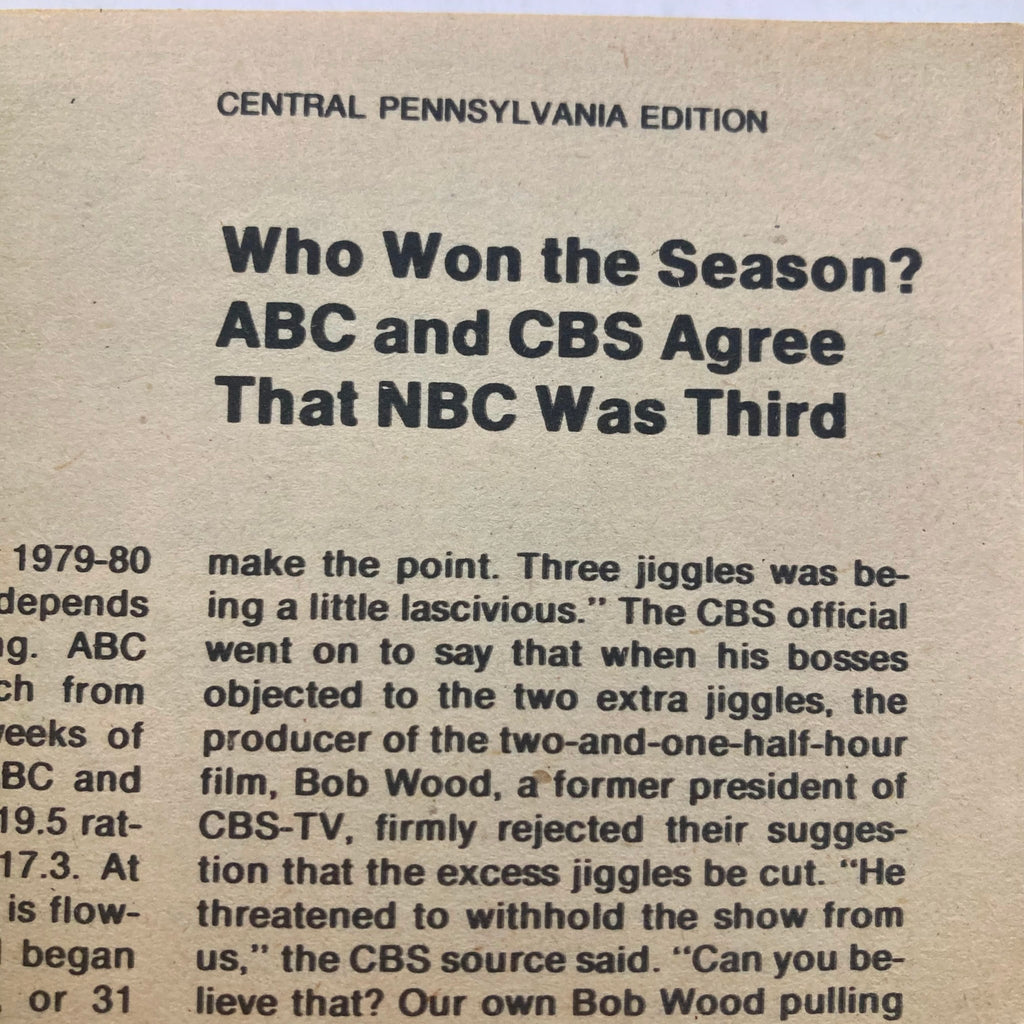 CENTRAL PENNSYLVANIA EDITION
Who Won the Season?
ABC and CBS Agree
That NBC Was Third
1979-80
depends
ABC
from
of
and
19.5 rat-
17.3. At
is flow-
began
or 31
make the point. Three jiggles was be-
ing a little lascivious." The CBS official
went on to say that when his bosses
objected to the two extra jiggles, the
producer of the two-and-one-half-hour
film, Bob Wood, a former president of
CBS-TV, firmly rejected their sugges-
tion that the excess jiggles be cut. "He
threatened to withhold the show from
us," the CBS source said. "Can you be-
lieve that? Our own Bob Wood pulling